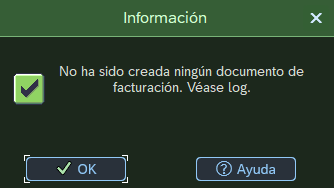 Información
No ha sido creada ningún documento de
facturación. Véase log.
OK
Ayuda